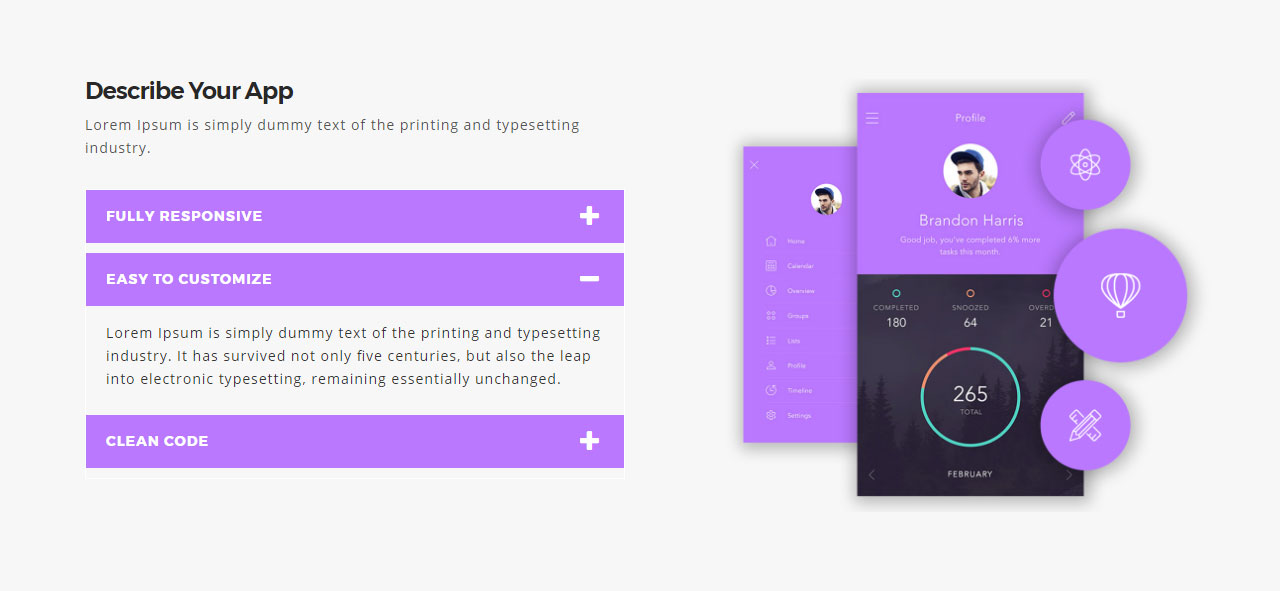 Describe Your App
Lorem Ipsum is simply dummy text of the printing and typesetting
industry.
FULLY RESPONSIVE
EASY TO CUSTOMIZE
Lorem Ipsum is simply dummy text of the printing and typesetting
industry. It has survived not only five centuries, but also the leap
into electronic typesetting, remaining essentially unchanged.
CLEAN CODE
Home
Calendar
Overview
Groups
Lists
Profile
Timeline
Settings
Profile
Brandon Harris
Good job, you've completed 6% more
tasks this month.
COMPLETED SNOOZED OVERD
180 64 21
265
TOTAL
FEBRUARY